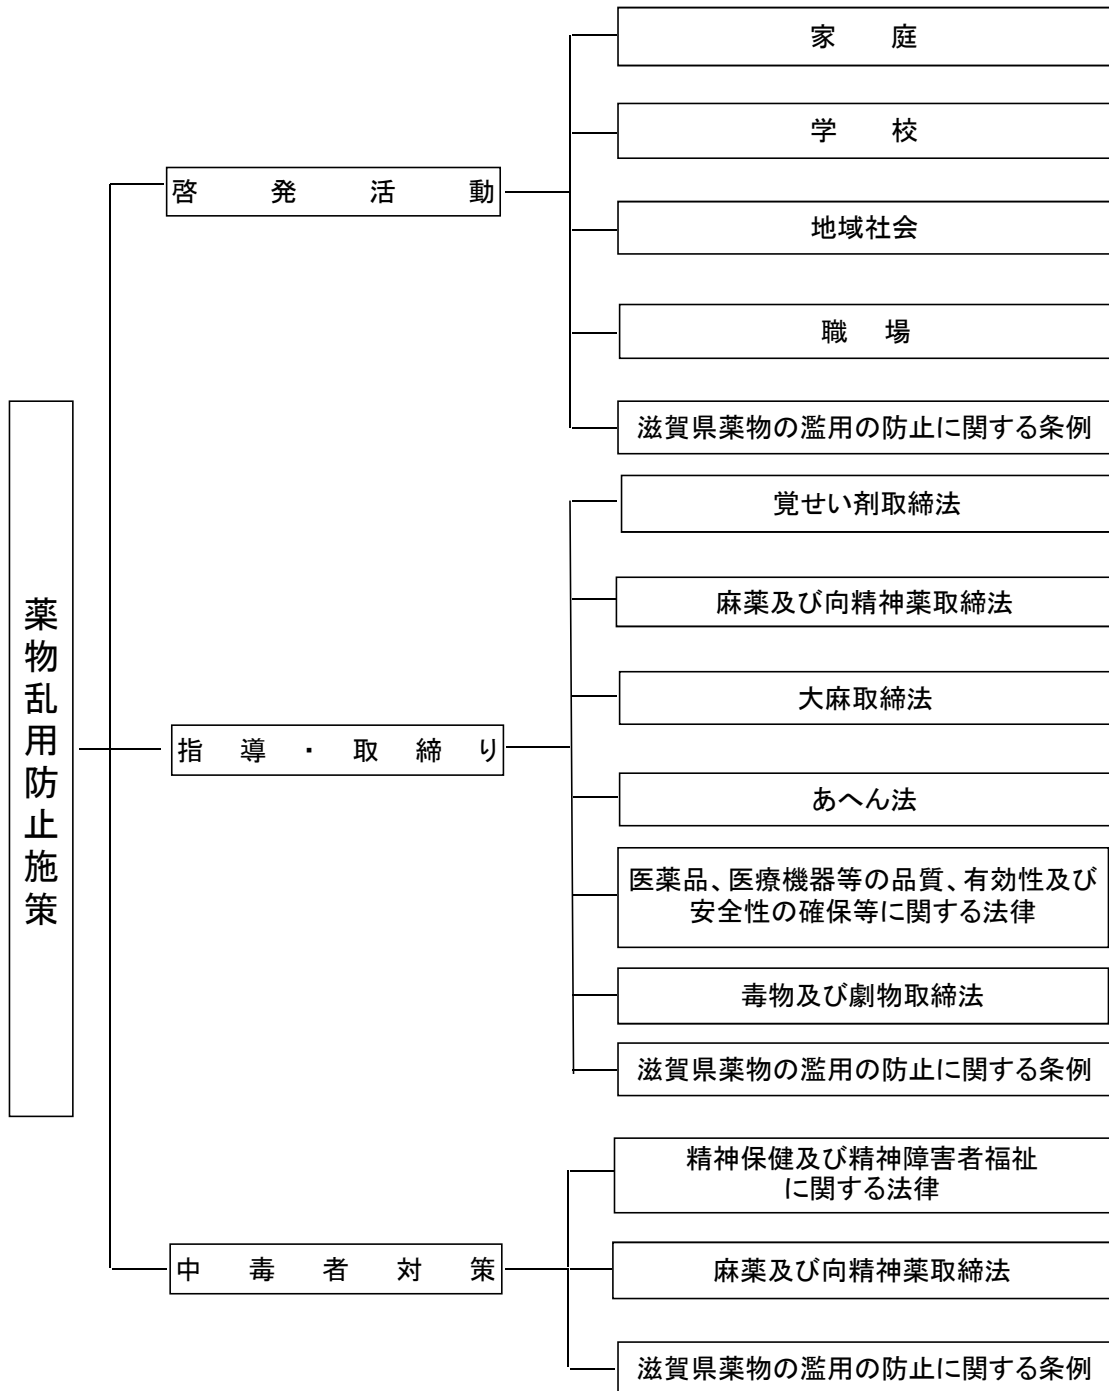 薬物乱用防止施策
啓発活動
家庭
学校
地域社会
職場
滋賀県薬物の濫用の防止に関する条例
指導・取締り
覚せい剤取締法
麻薬及び向精神薬取締法
大麻取締法
あへん法
医薬品、医療機器等の品質、有効性及び
安全性の確保等に関する法律
毒物及び劇物取締法
滋賀県薬物の濫用の防止に関する条例
中毒者対策
精神保健及び精神障害者福祉
に関する法律
麻薬及び向精神薬取締法
滋賀県薬物の濫用の防止に関する条例